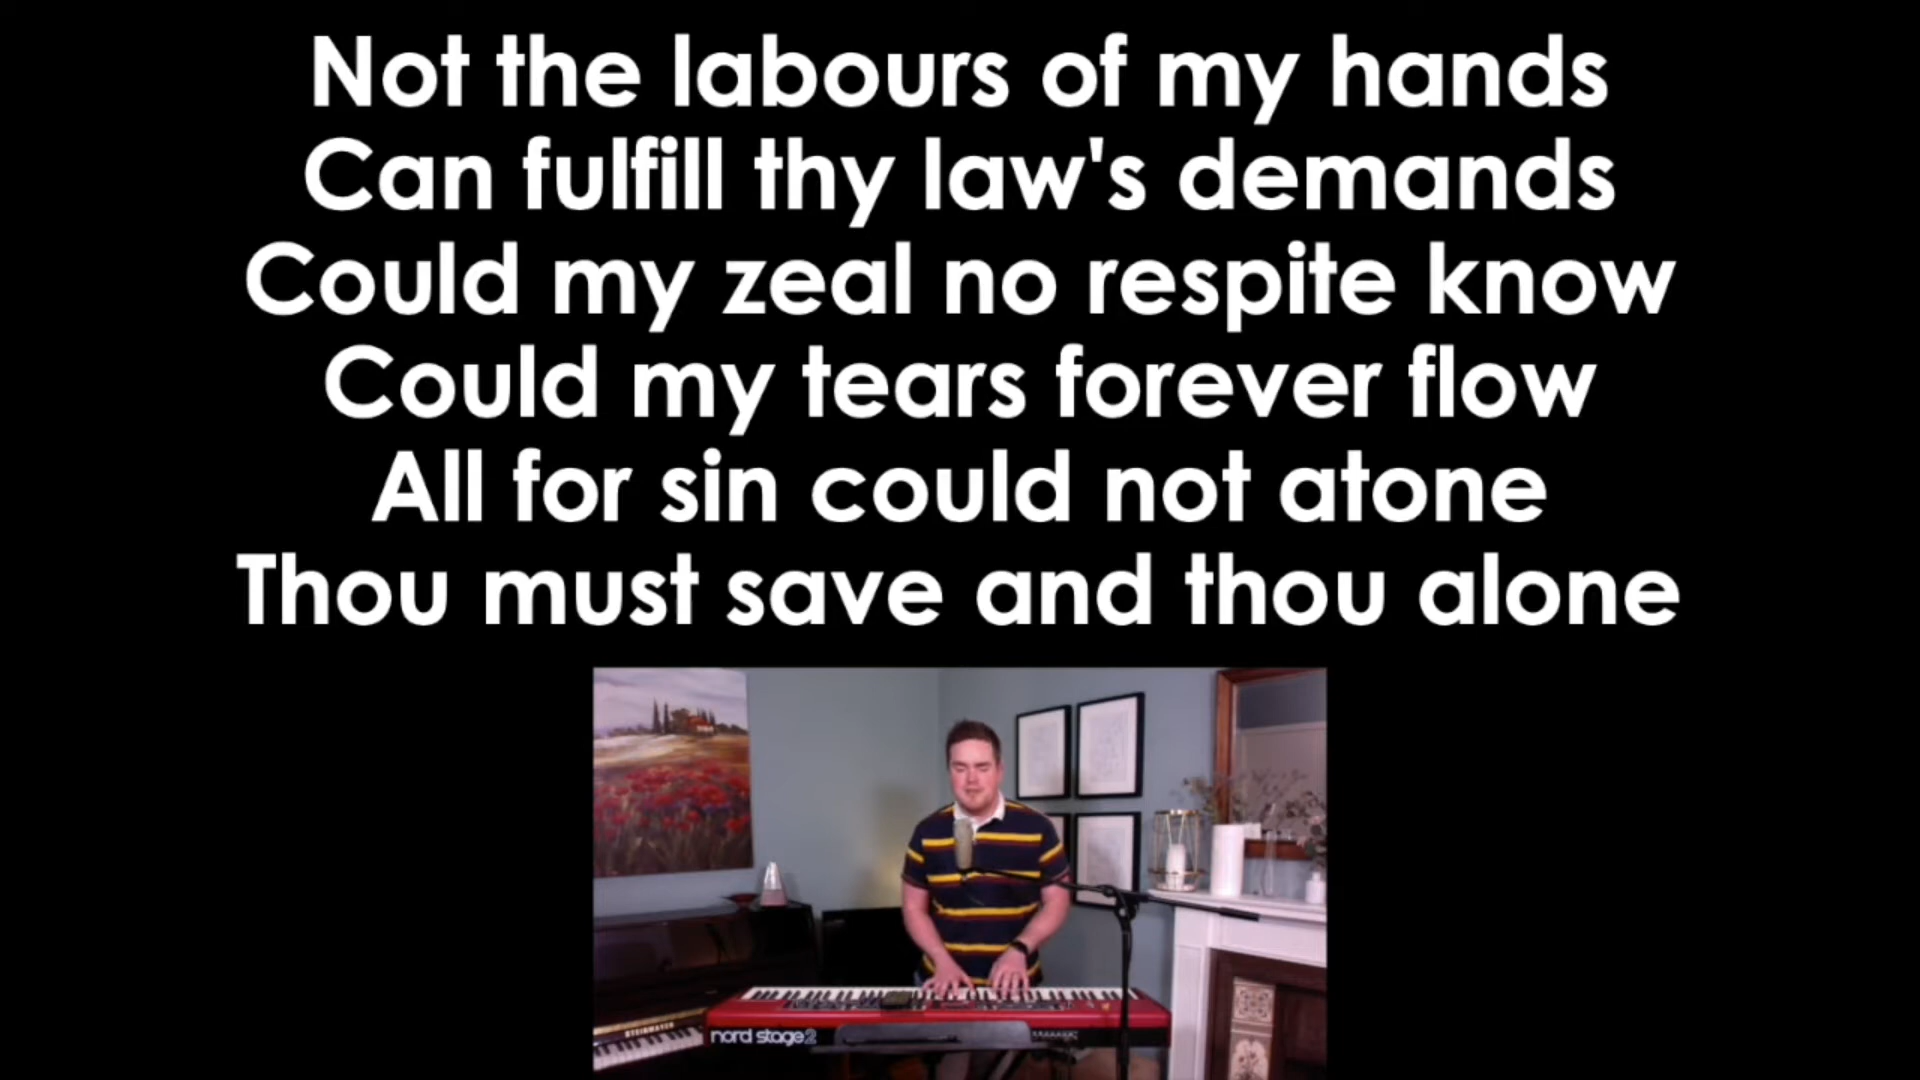 Not the labours of my hands
Can fulfill thy law's demands
Could my zeal no respite know
Could my tears forever flow
All for sin could not atone
Thou must save and thou alone
STEINMAYER
nord stage2